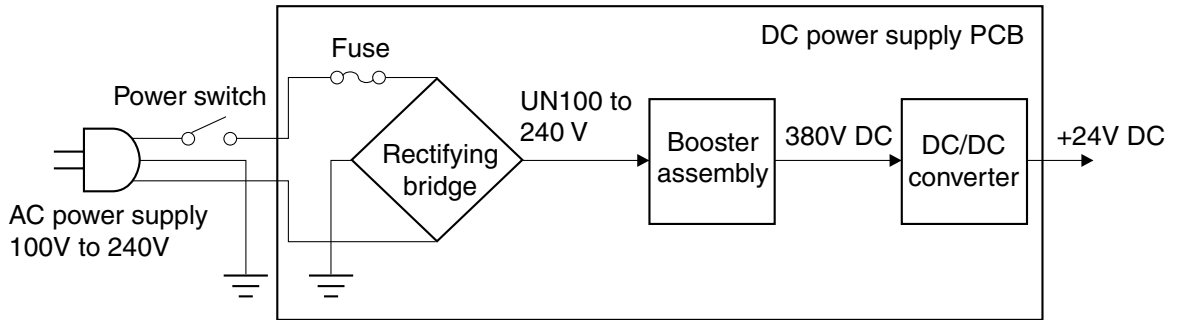 DC power supply PCB
Fuse
Power switch
UN100 to
240 V
Rectifying
bridge
Booster
assembly
380V DC
DC/DC
converter
+24V DC
AC power supply
100V to 240V